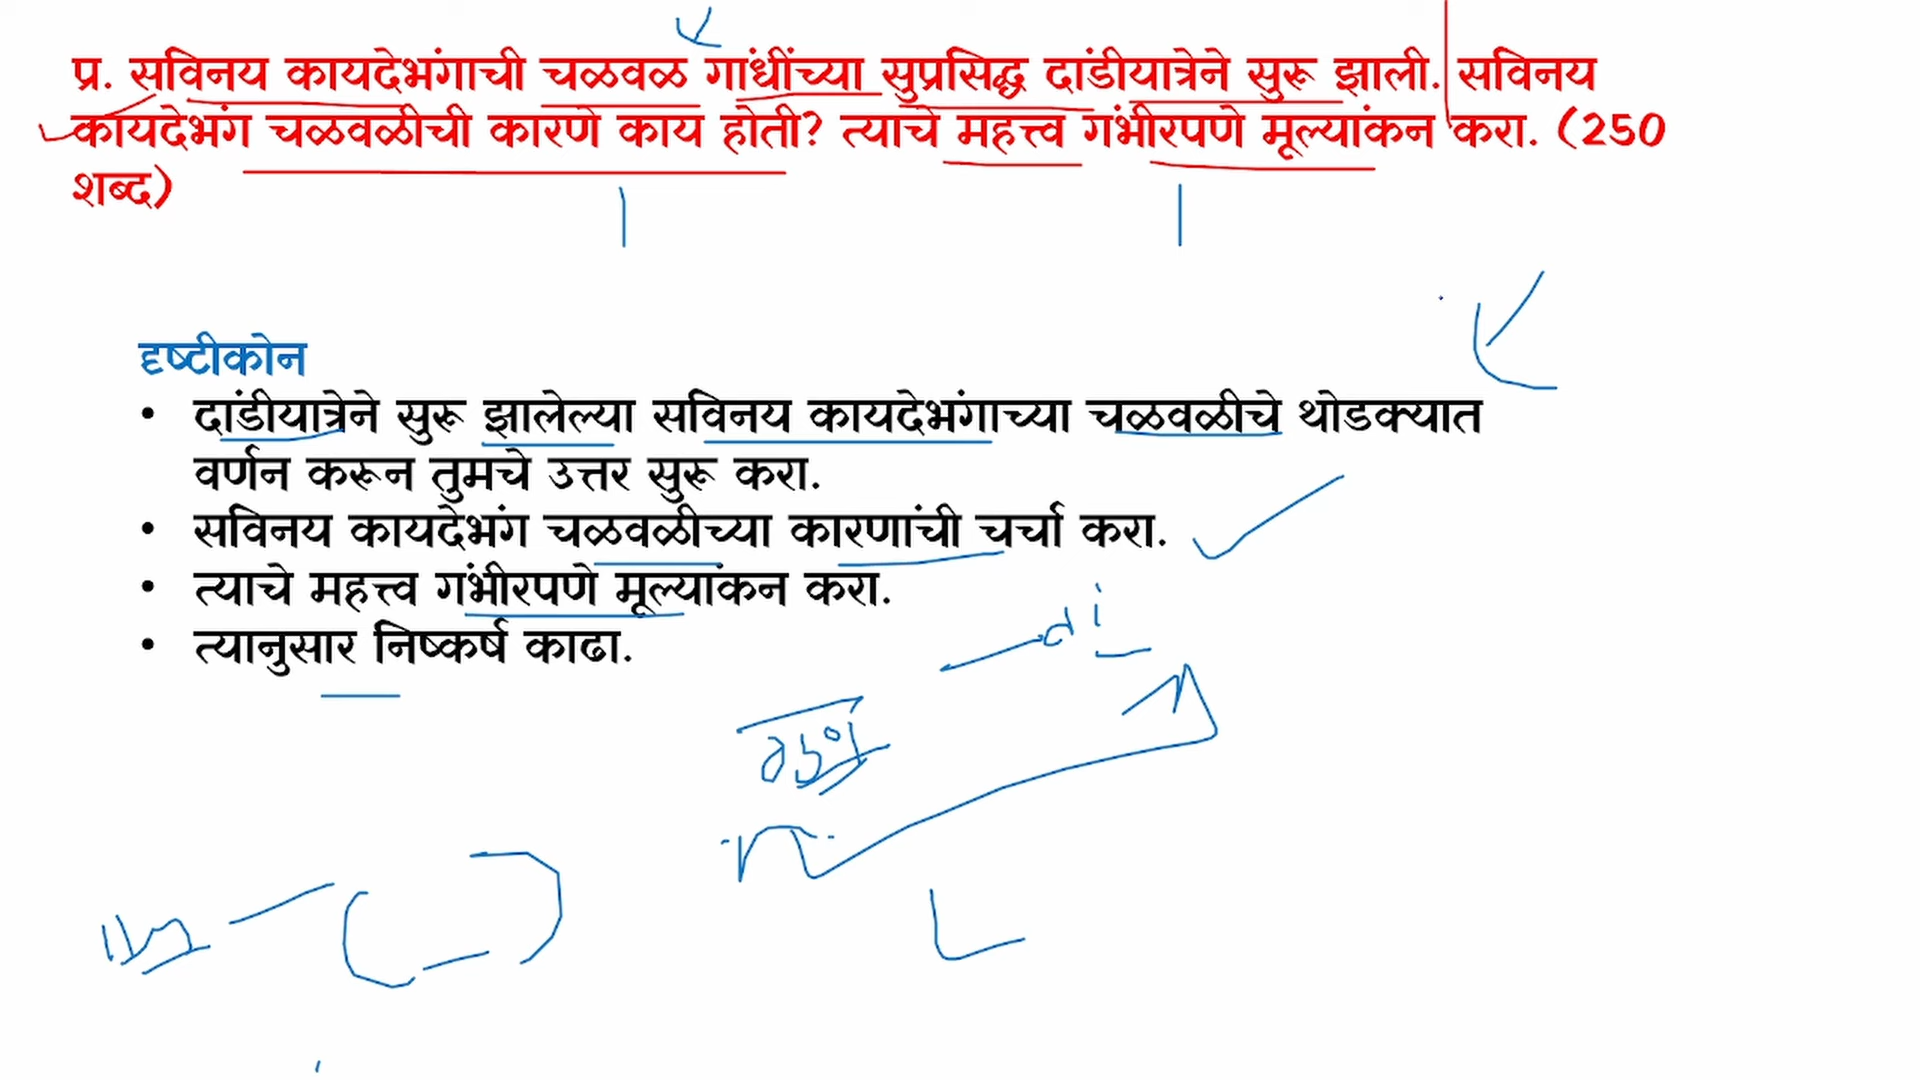 प्र. सविनय कायदेभंगाची चळवळ गांधींच्या सुप्रसिद्ध दांडीयात्रेने सुरू झाली. सविनय
कायदेभंग चळवळीची कारणे काय होती? त्याचे महत्त्व गंभीरपणे मूल्यांकन करा. (250
शब्द)
दृष्टीकोन
• दांडीयात्रेने सुरू झालेल्या सविनय कायदेभंगाच्या चळवळीचे थोडक्यात
वर्णन करून तुमचे उत्तर सुरू करा.
• सविनय कायदेभंग चळवळीच्या कारणांची चर्चा करा.
• त्याचे महत्त्व गंभीरपणे मूल्यांकन करा.
• त्यानुसार निष्कर्ष काढा.